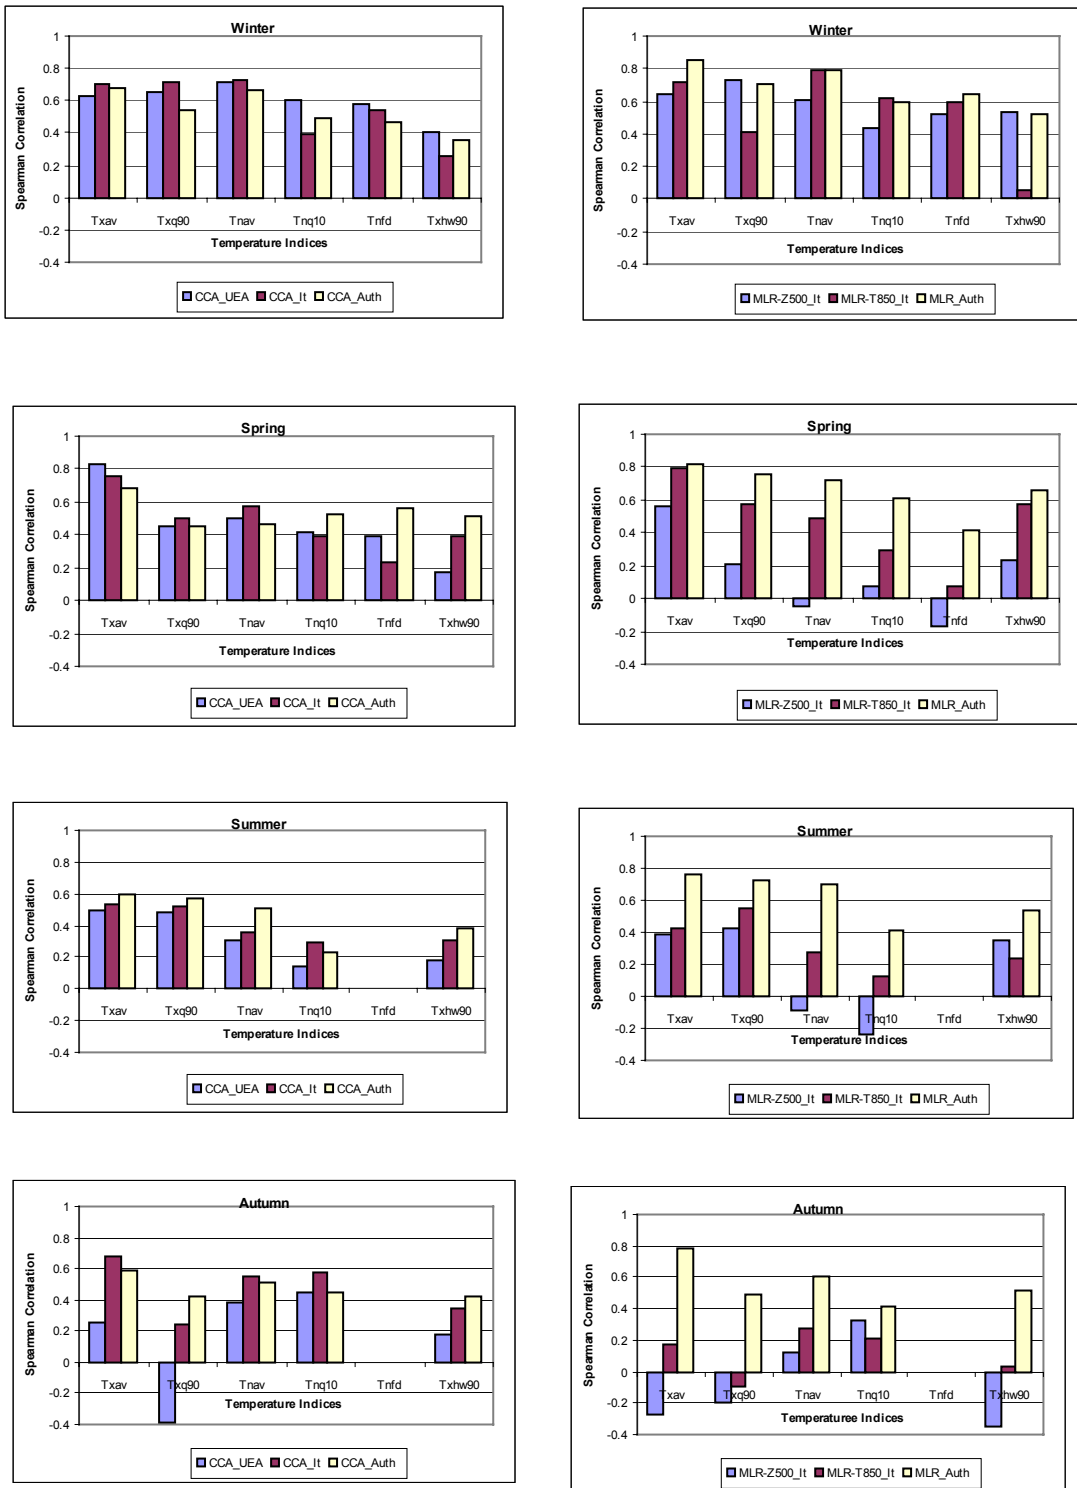 Winter
1
0.8
0.6
0.4
0.2
0
-0.2
-0.4
Spearman Correlation
Txav Txq90 Tnav Tnq10 Tnfd Txhw90
Temperature Indices
CCA_UEA CCA_It CCA_Auth
Winter
1
0.8
0.6
0.4
0.2
0
-0.2
-0.4
Spearman Correlation
Txav Txq90 Tnav Tnq10 Tnfd Txhw90
Temperature Indices
MLR-Z500_It MLR-T850_It MLR_Auth
Spring
1
0.8
0.6
0.4
0.2
0
-0.2
-0.4
Spearman Correlation
Txav Txq90 Tnav Tnq10 Tnfd Txhw90
Temperature Indices
CCA_UEA CCA_It CCA_Auth
Spring
1
0.8
0.6
0.4
0.2
0
-0.2
-0.4
Spearman Correlation
Txav Txq90 Tnav Tnq10 Tnfd Txhw90
Temperature Indices
MLR-Z500_It MLR-T850_It MLR_Auth
Summer
1
0.8
0.6
0.4
0.2
0
-0.2
-0.4
Spearman Correlation
Txav Txq90 Tnav Tnq10 Tnfd Txhw90
Temperature Indices
CCA_UEA CCA_It CCA_Auth
Summer
1
0.8
0.6
0.4
0.2
0
-0.2
-0.4
Spearman Correlation
Txav Txq90 Tnav Tnq10 Tnfd Txhw90
Temperature Indices
MLR-Z500_It MLR-T850_It MLR_Auth
Autumn
1
0.8
0.6
0.4
0.2
0
-0.2
-0.4
Spearman Correlation
Txav Txq90 Tnav Tnq10 Tnfd Txhw90
Temperature Indices
CCA_UEA CCA_It CCA_Auth
Autumn
1
0.8
0.6
0.4
0.2
0
-0.2
-0.4
Spearman Correlation
Txav Txq90 Tnav Tnq10 Tnfd Txhw90
Temperaturee Indices
MLR-Z500_It MLR-T850_It MLR_Auth